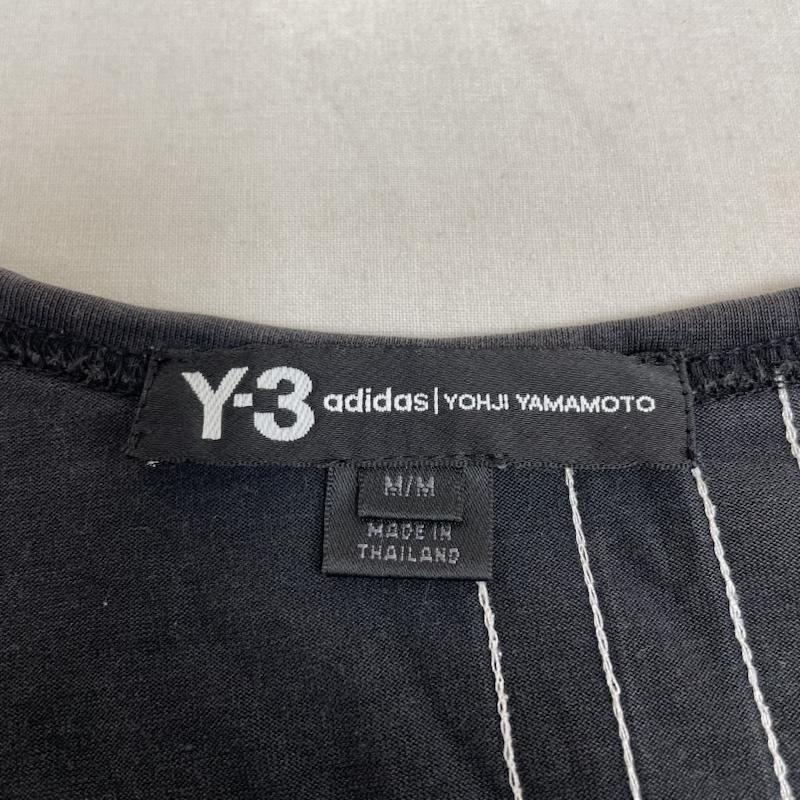 Y-3 adidas | YOHJI YAMAMOTO
M/M
MADE IN
THAILAND